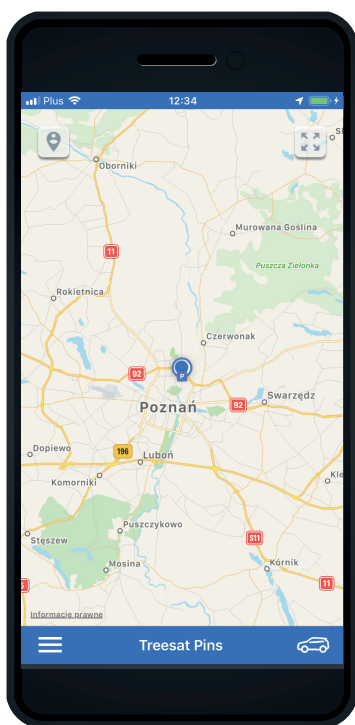 Plus 12:34
Oborniki
Murowana Goślina
11
Puszcza Zielonka
Rokietnica
Czerwonak
92
P
Swarzędz
Poznań
92
Dopiewo
196
Luboń
Komorniki
Puszczykowo
Stęszew
S11
Mosina
Kórnik
11
Informacje prawne
Treesat Pins